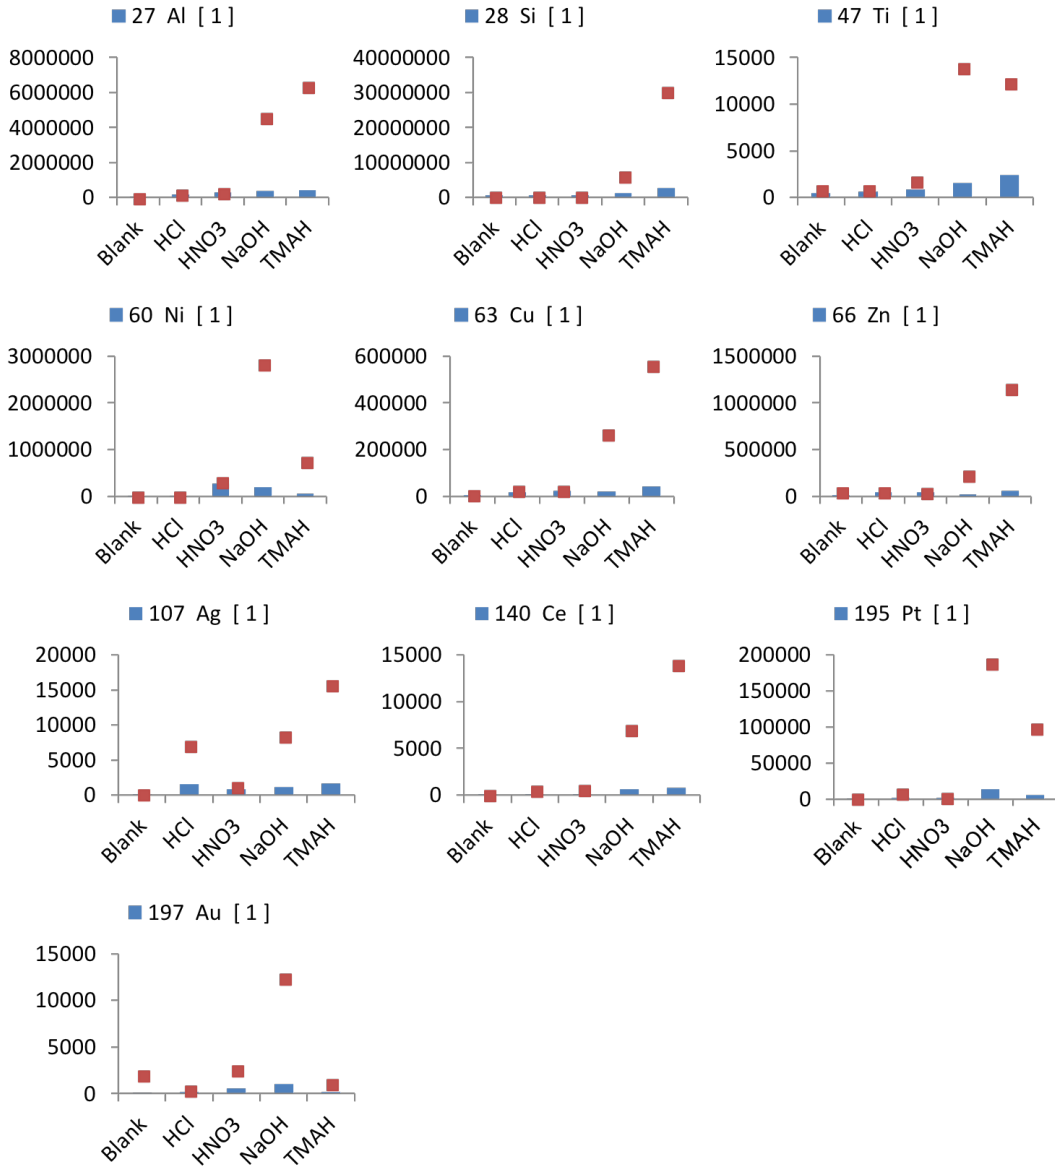 27 Al [ 1 ]
8000000
6000000
4000000
2000000
0
Blank
HCl
HNO3
NaOH
TMAH
28 Si [ 1 ]
40000000
30000000
20000000
10000000
0
Blank
HCl
HNO3
NaOH
TMAH
47 Ti [ 1 ]
15000
10000
5000
0
Blank
HCl
HNO3
NaOH
TMAH
60 Ni [ 1 ]
3000000
2000000
1000000
0
Blank
HCl
HNO3
NaOH
TMAH
63 Cu [ 1 ]
600000
400000
200000
0
Blank
HCl
HNO3
NaOH
TMAH
66 Zn [ 1 ]
1500000
1000000
500000
0
Blank
HCl
HNO3
NaOH
TMAH
107 Ag [ 1 ]
20000
15000
10000
5000
0
Blank
HCl
HNO3
NaOH
TMAH
140 Ce [ 1 ]
15000
10000
5000
0
Blank
HCl
HNO3
NaOH
TMAH
195 Pt [ 1 ]
200000
150000
100000
50000
0
Blank
HCl
HNO3
NaOH
TMAH
197 Au [ 1 ]
15000
10000
5000
0
Blank
HCl
HNO3
NaOH
TMAH